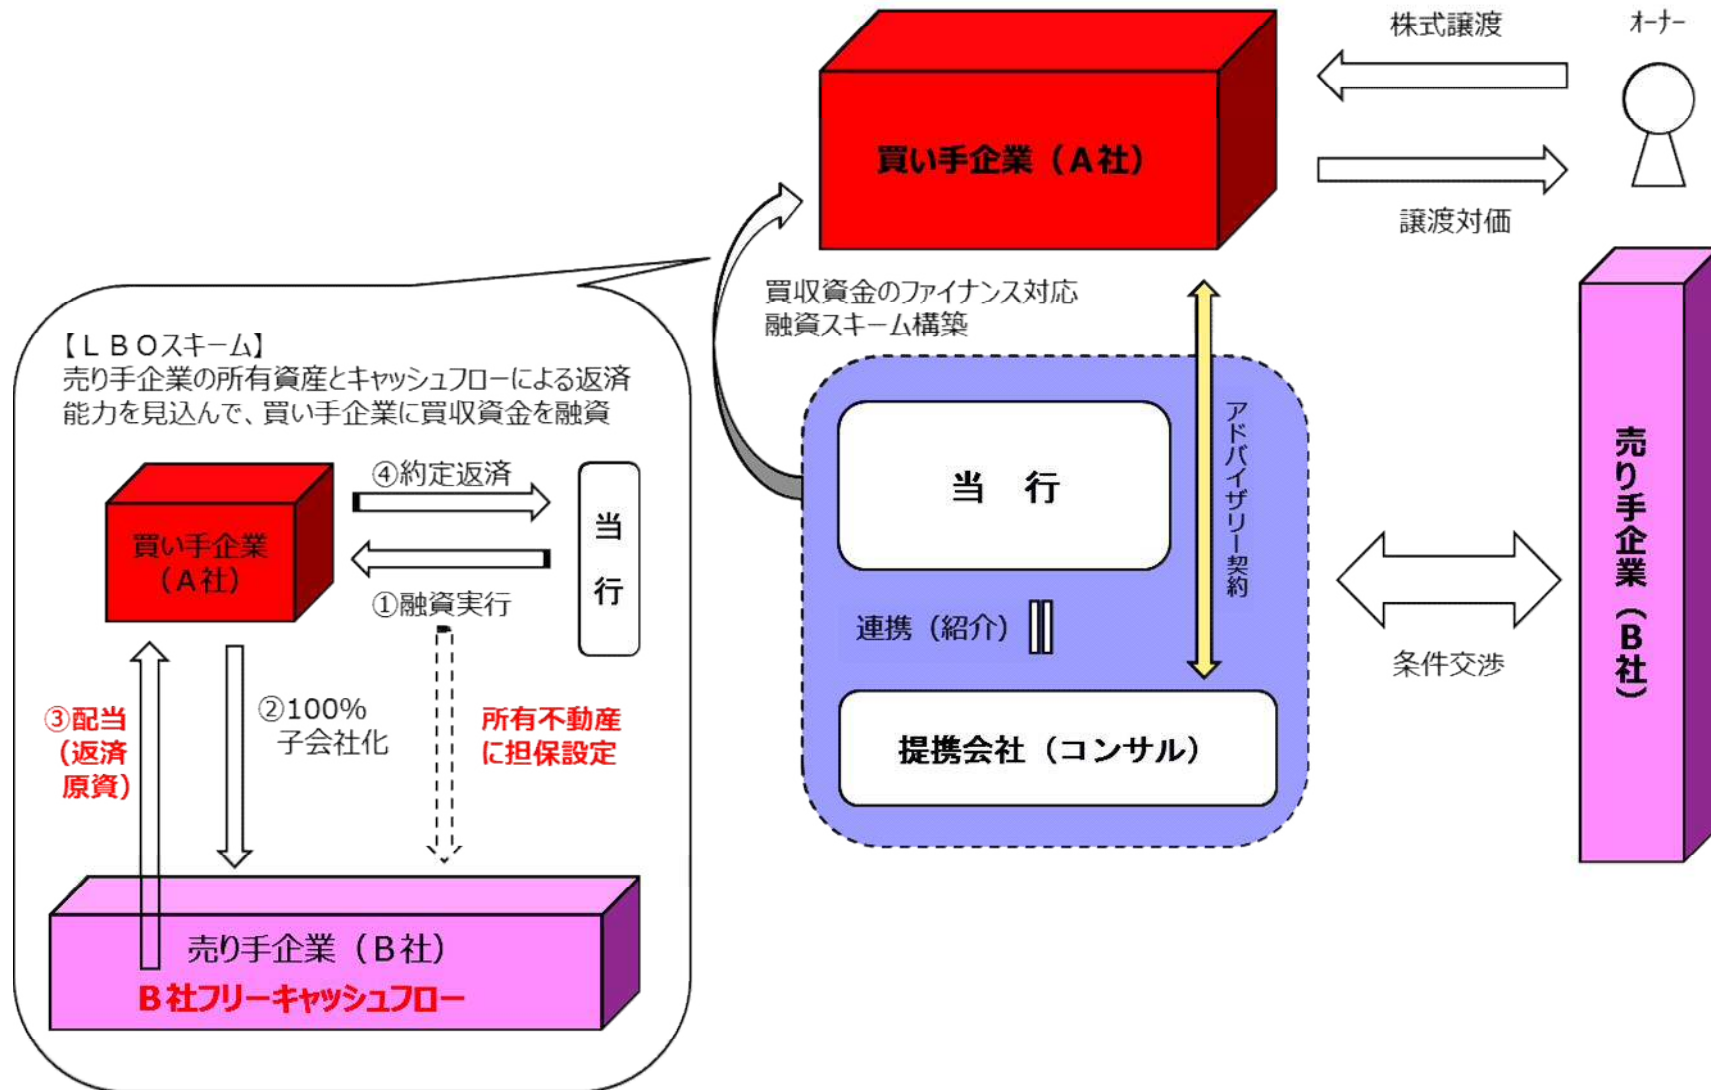 株式譲渡
オーナー
買い手企業（A社）
譲渡対価
買収資金のファイナンス対応
融資スキーム構築
【LBOスキーム】
売り手企業の所有資産とキャッシュフローによる返済
能力を見込んで、買い手企業に買収資金を融資
④約定返済
買い手企業
（A社）
当行
①融資実行
③配当
（返済
原資）
②100%
子会社化
所有不動産
に担保設定
売り手企業（B社）
B社フリーキャッシュフロー
当　行
アドバイザリー契約
連携（紹介）
提携会社（コンサル）
条件交渉
売り手企業（B社）